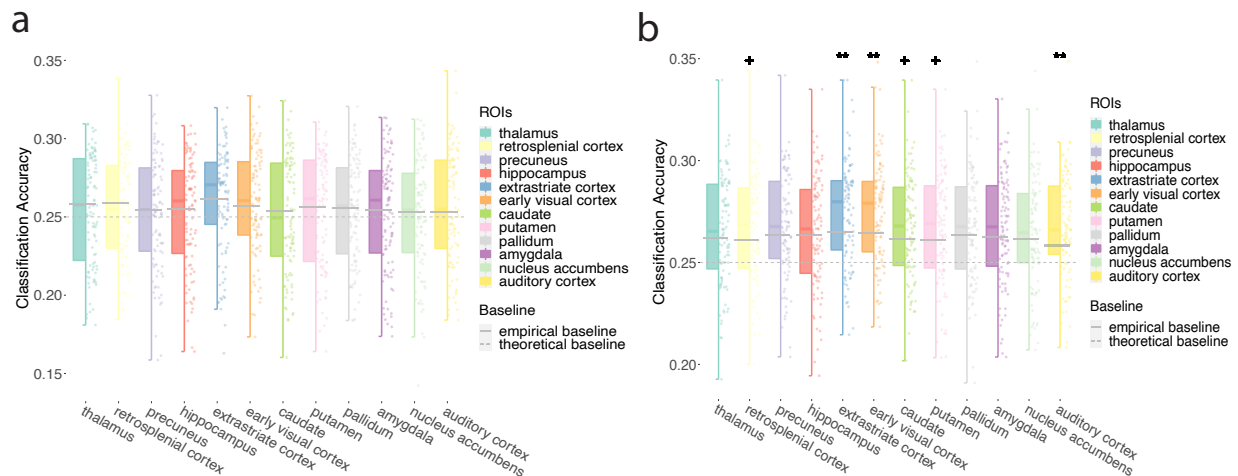 a
Classification Accuracy
0.35
0.30
0.25
0.20
0.15
thalamus
retrosplenial cortex
precuneus
hippocampus
extrastriate cortex
early visual cortex
caudate
putamen
pallidum
amygdala
nucleus accumbens
auditory cortex
ROIs
thalamus
retrosplenial cortex
precuneus
hippocampus
extrastriate cortex
early visual cortex
caudate
putamen
pallidum
amygdala
nucleus accumbens
auditory cortex
Baseline
empirical baseline
theoretical baseline
b
Classification Accuracy
0.35
0.30
0.25
0.20
+ ** ** + + **
thalamus
retrosplenial cortex
precuneus
hippocampus
extrastriate cortex
early visual cortex
caudate
putamen
pallidum
amygdala
nucleus accumbens
auditory cortex
ROIs
thalamus
retrosplenial cortex
precuneus
hippocampus
extrastriate cortex
early visual cortex
caudate
putamen
pallidum
amygdala
nucleus accumbens
auditory cortex
Baseline
empirical baseline
theoretical baseline